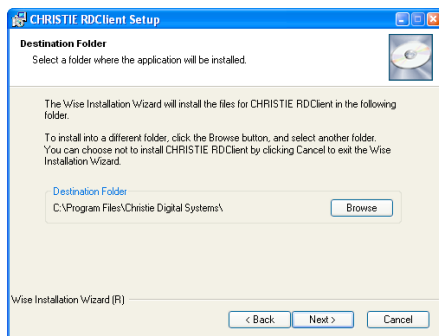 CHRISTIE RDClient Setup
Destination Folder
Select a folder where the application will be installed.
The Wise Installation Wizard will install the files for CHRISTIE RDClient in the following
folder.
To install into a different folder, click the Browse button, and select another folder.
You can choose not to install CHRISTIE RDClient by clicking Cancel to exit the Wise
Installation Wizard.
Destination Folder
C:\Program Files\Christie Digital Systems\
Browse
Wise Installation Wizard (R)
< Back
Next >
Cancel